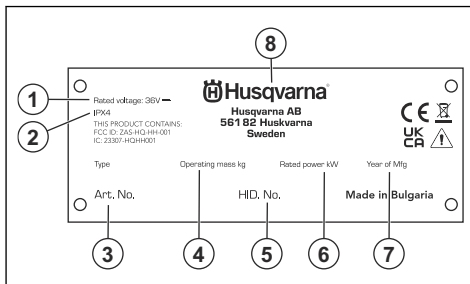 8
Husqvarna
Husqvarna AB
561 82 Huskvarna
Sweden
1
Rated voltage: 36V
2
IPX4
THIS PRODUCT CONTAINS:
FCC ID: ZAS-HQ-HH-001
IC: 23307-HQHH001
CE
UK
CA
Type
Operating mass kg
Rated power kW
Year of Mfg
Art. No.
HID. No.
Made in Bulgaria
3
4
5
6
7